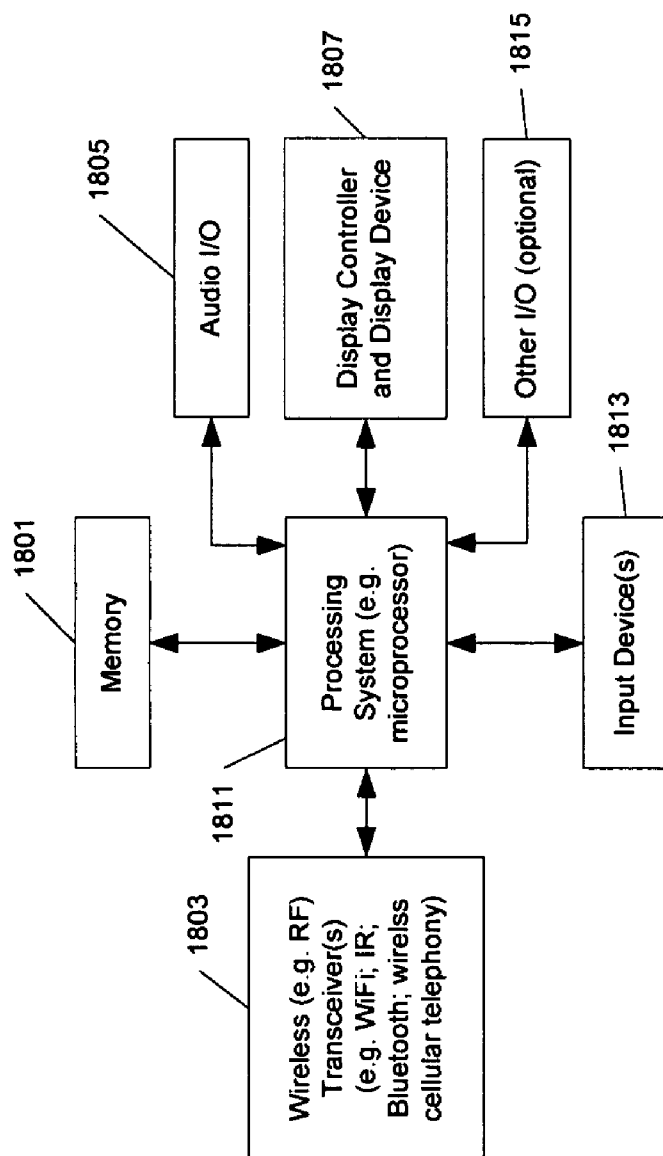 1801
Memory
1805
Audio I/O
1807
Display Controller
and Display Device
1815
Other I/O (optional)
1811
Processing
System (e.g.
microprocessor)
1803
Wireless (e.g. RF)
Transceiver(s)
(e.g. WiFi; IR;
Bluetooth; wirelss
cellular telephony)
1813
Input Device(s)